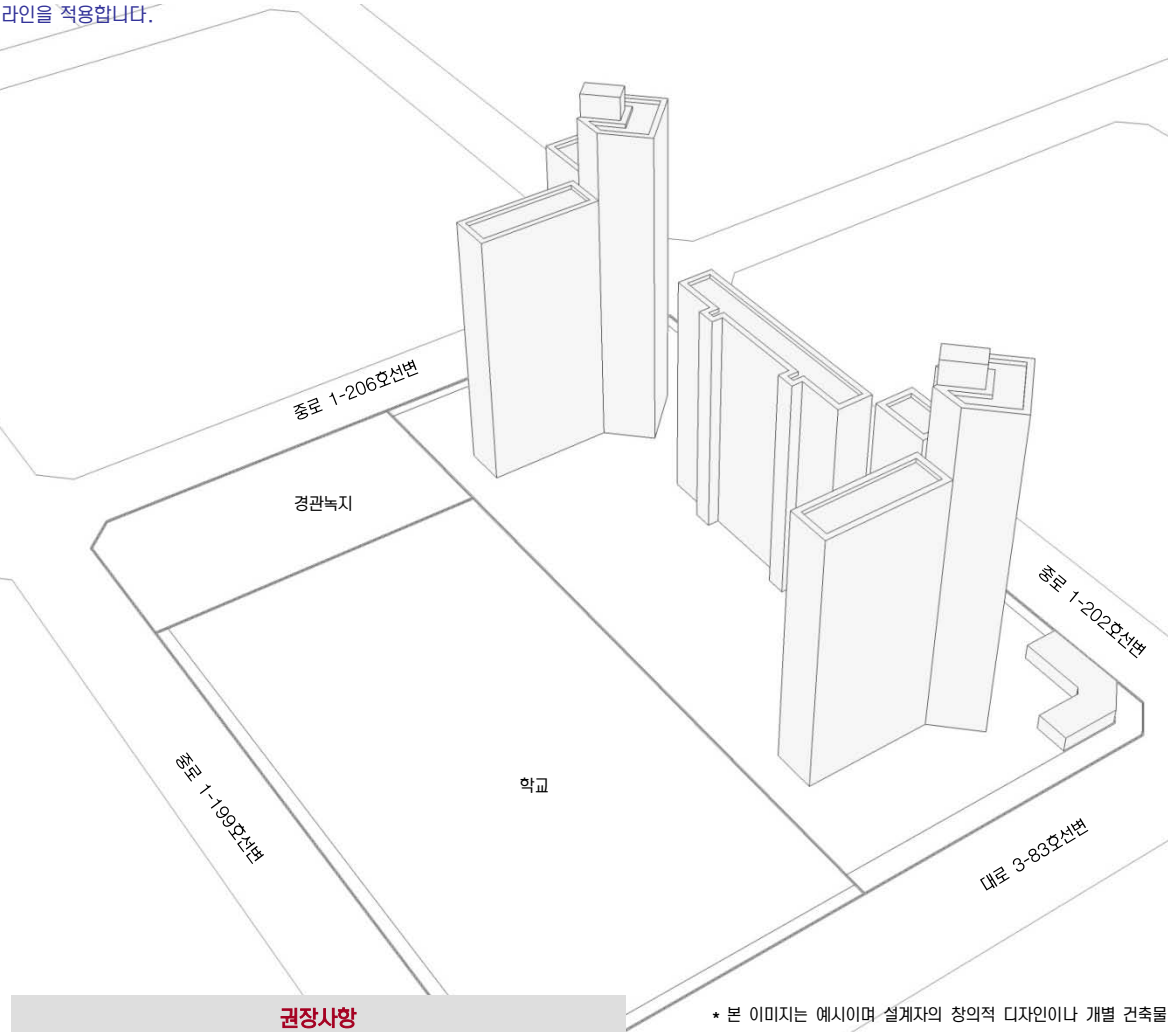 라인을 적용합니다.
중로 1-206호선변
경관녹지
중로 1-202호선변
중로 1-199호선변
학교
대로 3-83호선변
권장사항
* 본 이미지는 예시이며 설계자의 창의적 디자인이나 개별 건축물